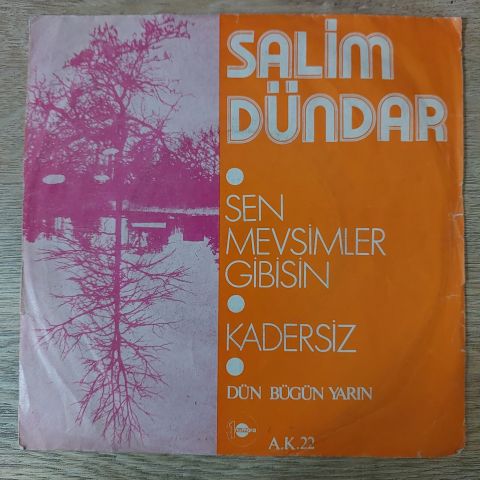 SALİM
DÜNDAR
SEN
MEVSİMLER
GİBİSİN
KADERSİZ
DÜN BÜGÜN YARIN
A.K.22